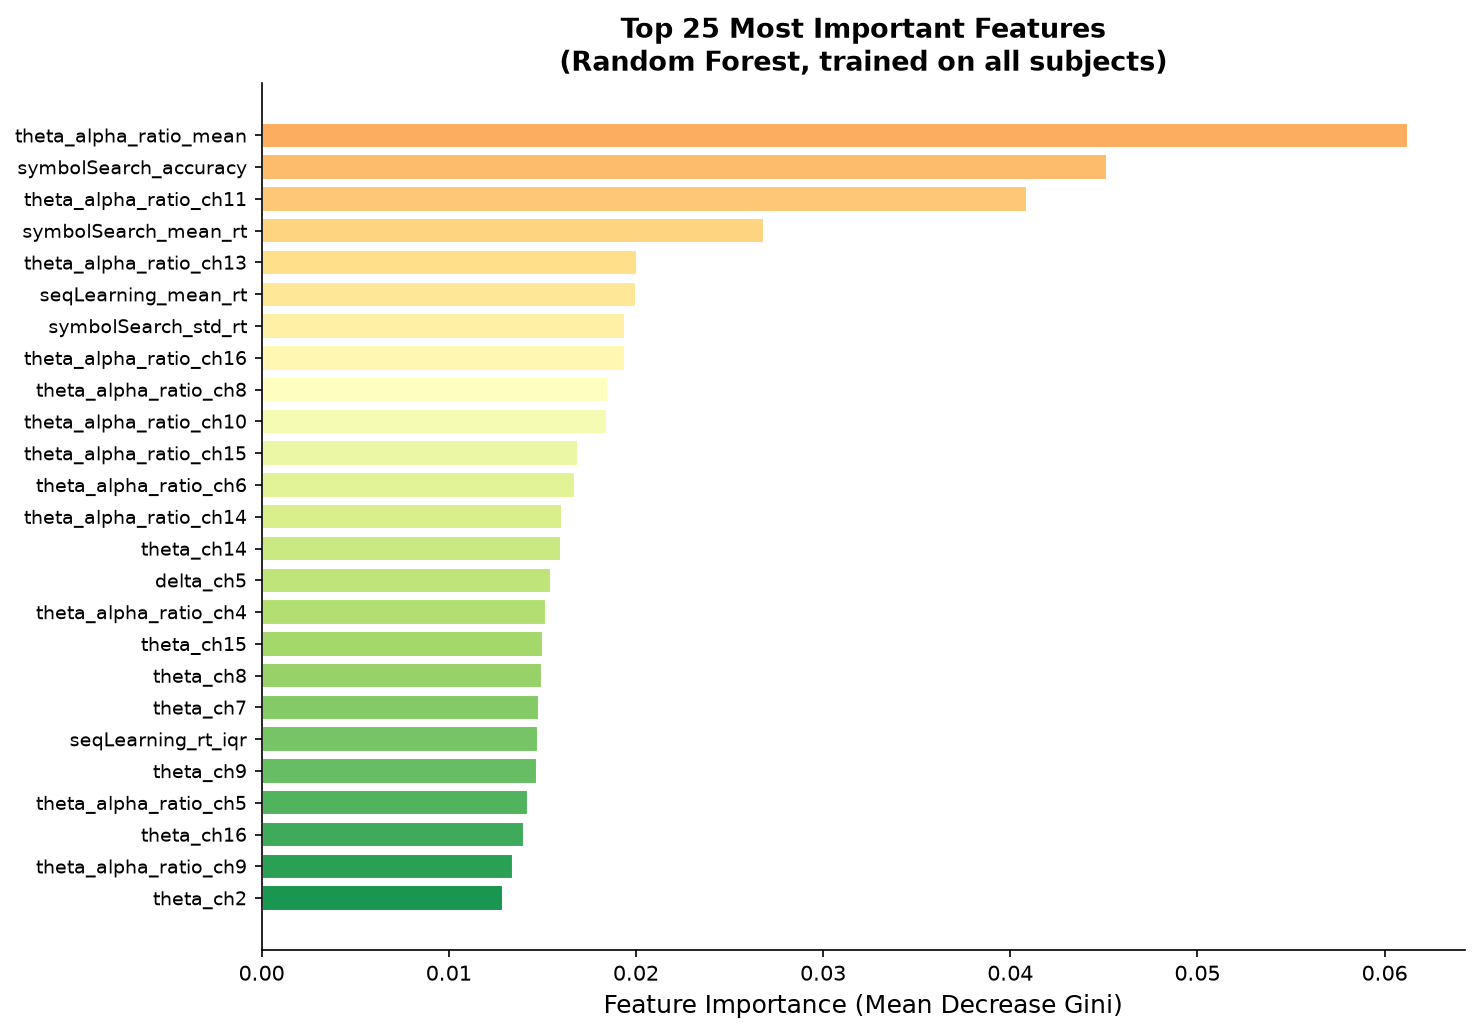 Top 25 Most Important Features
(Random Forest, trained on all subjects)
theta_alpha_ratio_mean
symbolSearch_accuracy
theta_alpha_ratio_ch11
symbolSearch_mean_rt
theta_alpha_ratio_ch13
seqLearning_mean_rt
symbolSearch_std_rt
theta_alpha_ratio_ch16
theta_alpha_ratio_ch8
theta_alpha_ratio_ch10
theta_alpha_ratio_ch15
theta_alpha_ratio_ch6
theta_alpha_ratio_ch14
theta_ch14
delta_ch5
theta_alpha_ratio_ch4
theta_ch15
theta_ch8
theta_ch7
seqLearning_rt_iqr
theta_ch9
theta_alpha_ratio_ch5
theta_ch16
theta_alpha_ratio_ch9
theta_ch2
0.00 0.01 0.02 0.03 0.04 0.05 0.06
Feature Importance (Mean Decrease Gini)